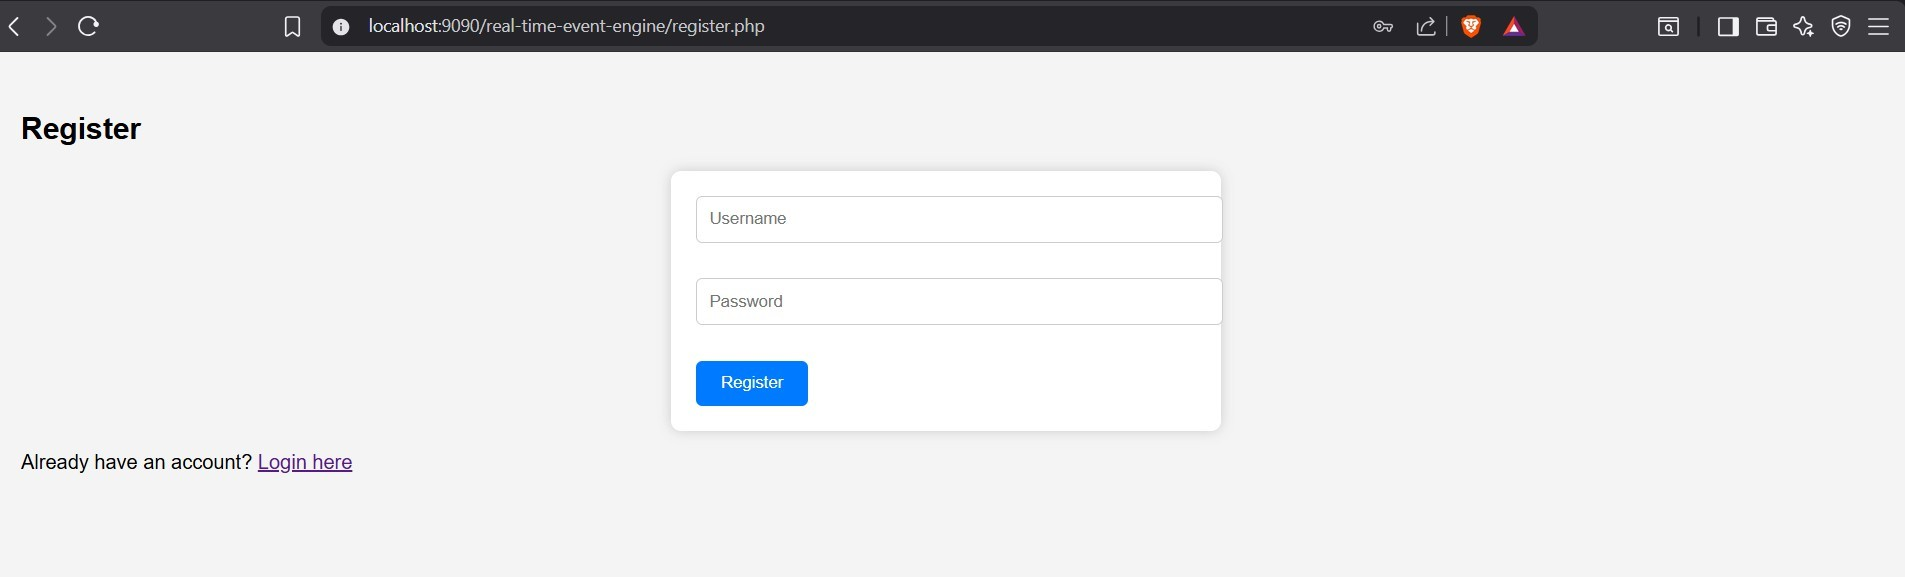 localhost:9090/real-time-event-engine/register.php
Register
Username
Password
Register
Already have an account? Login here